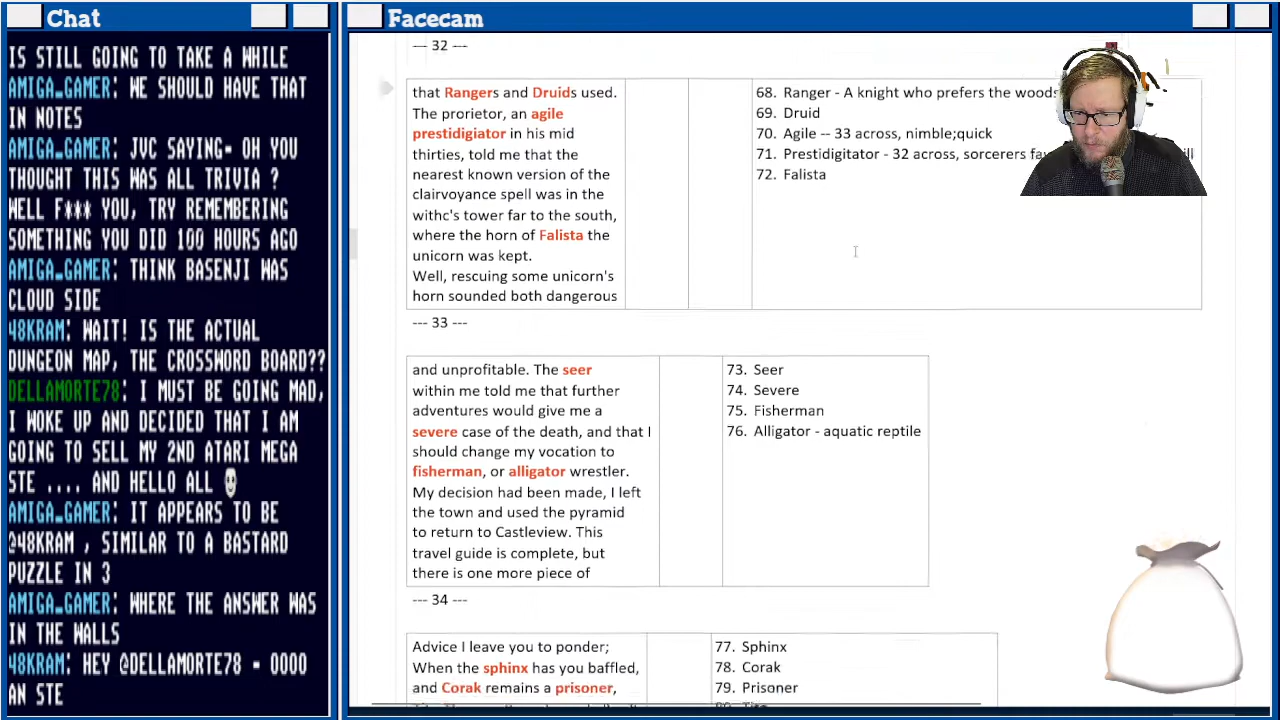 Chat
IS STILL GOING TO TAKE A WHILE
AMIGA_GAMER: WE SHOULD HAVE THAT
IN NOTES
AMIGA_GAMER: JVC SAYING- OH YOU
THOUGHT THIS WAS ALL TRIVIA ?
WELL F*** YOU, TRY REMEMBERING
SOMETHING YOU DID 100 HOURS AGO
AMIGA_GAMER: THINK BASENJI WAS
CLOUD SIDE
48KRAM: WAIT! IS THE ACTUAL
DUNGEON MAP, THE CROSSWORD BOARD??
DELLAMORTE78: I MUST BE GOING MAD,
I WOKE UP AND DECIDED THAT I AM
GOING TO SELL MY 2ND ATARI MEGA
STE .... AND HELLO ALL
AMIGA_GAMER: IT APPEARS TO BE
@48KRAM , SIMILAR TO A BASTARD
PUZZLE IN 3
AMIGA_GAMER: WHERE THE ANSWER WAS
IN THE WALLS
48KRAM: HEY @DELLAMORTE78 - OOOO
AN STE
Facecam
--- 32 ---
that Rangers and Druids used.
The prorietor, an agile
prestidigiator in his mid
thirties, told me that the
nearest known version of the
clairvoyance spell was in the
withc's tower far to the south,
where the horn of Falista the
unicorn was kept.
Well, rescuing some unicorn's
horn sounded both dangerous
68. Ranger - A knight who prefers the woods
69. Druid
70. Agile -- 33 across, nimble;quick
71. Prestidigitator - 32 across, sorcerers
72. Falista
--- 33 ---
and unprofitable. The seer
within me told me that further
adventures would give me a
severe case of the death, and that I
should change my vocation to
fisherman, or alligator wrestler.
My decision had been made, I left
the town and used the pyramid
to return to Castleview. This
travel guide is complete, but
there is one more piece of
73. Seer
74. Severe
75. Fisherman
76. Alligator - aquatic reptile
--- 34 ---
Advice I leave you to ponder;
When the sphinx has you baffled,
and Corak remains a prisoner,
77. Sphinx
78. Corak
79. Prisoner